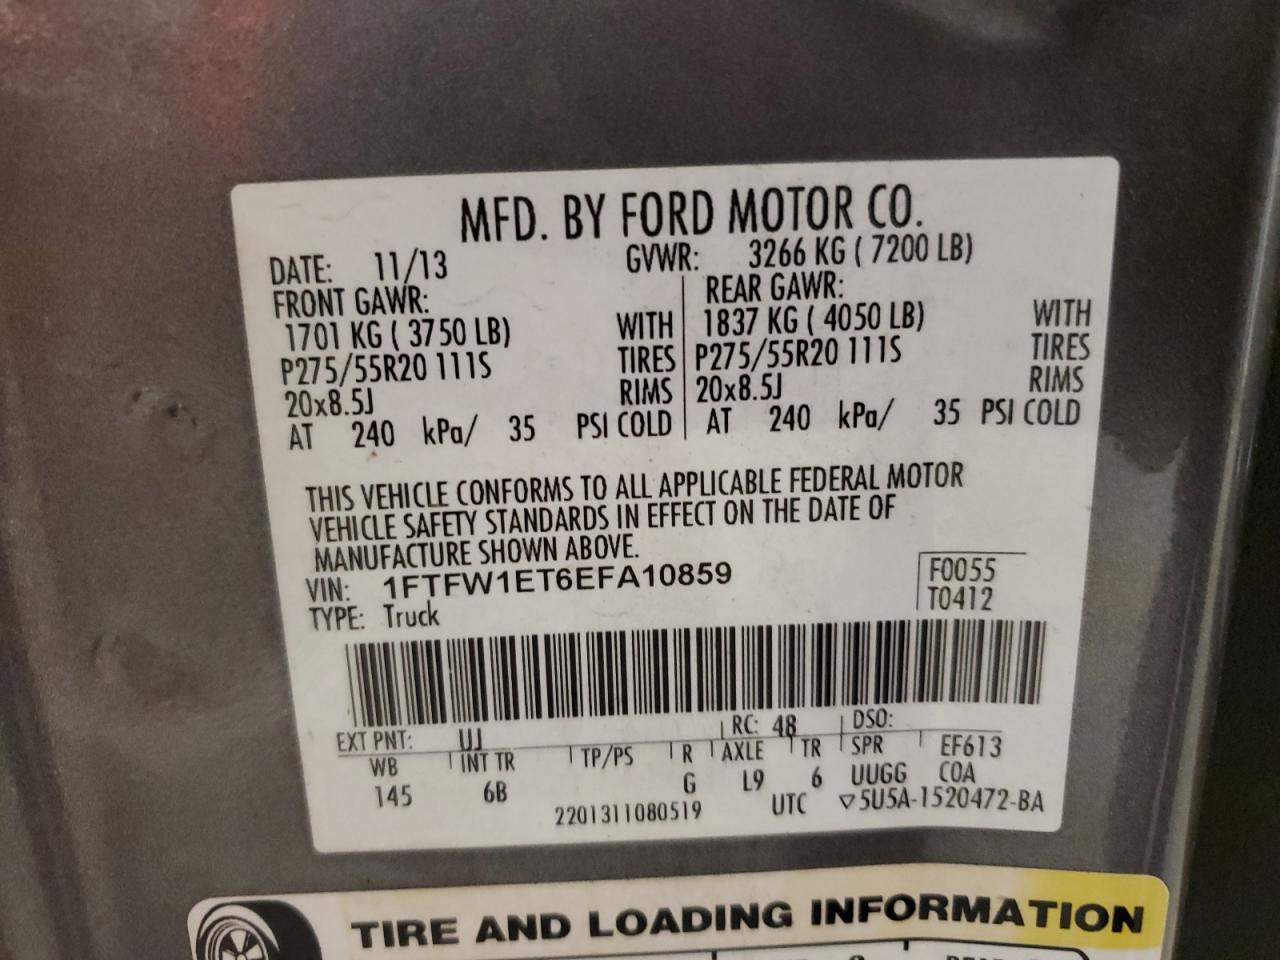 MFD. BY FORD MOTOR CO.
DATE: 11/13 GVWR: 3266 KG ( 7200 LB)
FRONT GAWR: REAR GAWR:
1701 KG ( 3750 LB) WITH 1837 KG ( 4050 LB) WITH
P275/55R20 111S TIRES P275/55R20 111S TIRES
20x8.5J RIMS 20x8.5J RIMS
AT 240 kPa/ 35 PSI COLD AT 240 kPa/ 35 PSI COLD
THIS VEHICLE CONFORMS TO ALL APPLICABLE FEDERAL MOTOR
VEHICLE SAFETY STANDARDS IN EFFECT ON THE DATE OF
MANUFACTURE SHOWN ABOVE.
VIN: 1FTFW1ET6EFA10859 F0055
TYPE: Truck T0412
EXT PNT: UJ RC: 48 DSO:
WB INT TR TP/PS R AXLE TR SPR EF613
145 6B G L9 6 UUGG COA
2201311080519 UTC ▽5U5A-1520472-BA
TIRE AND LOADING INFORMATION